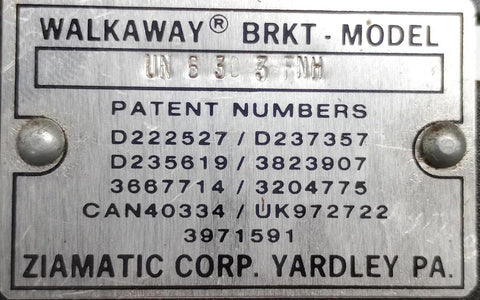 WALKAWAY® BRKT - MODEL
UN 6 30 3 FNH
PATENT NUMBERS
D222527 / D237357
D235619 / 3823907
3667714 / 3204775
CAN40334 / UK972722
3971591
ZIAMATIC CORP. YARDLEY PA.